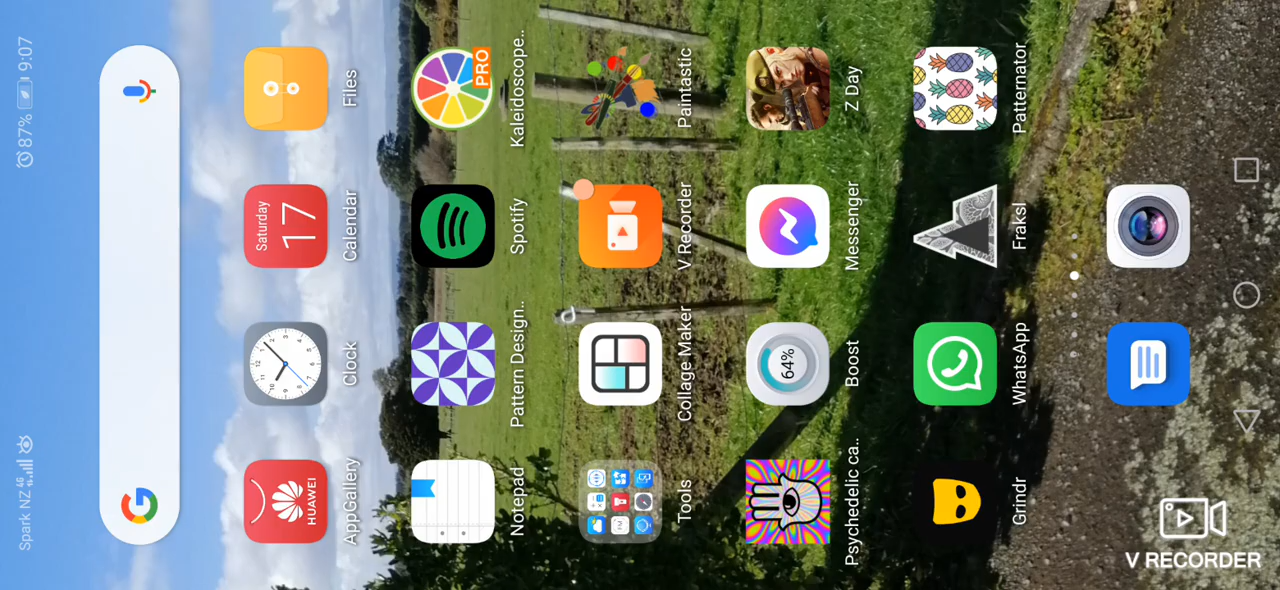 Spark NZ 4G 87% 9:07
HUAWEI
Saturday
17
AppGallery Clock Calendar Files
PRO
Notepad Pattern Design.. Spotify Kaleidoscope..
Tools Collage Maker V Recorder Paintastic
64%
Psychedelic ca.. Boost Messenger Z Day
Grindr WhatsApp Fraksl Patternator
V RECORDER